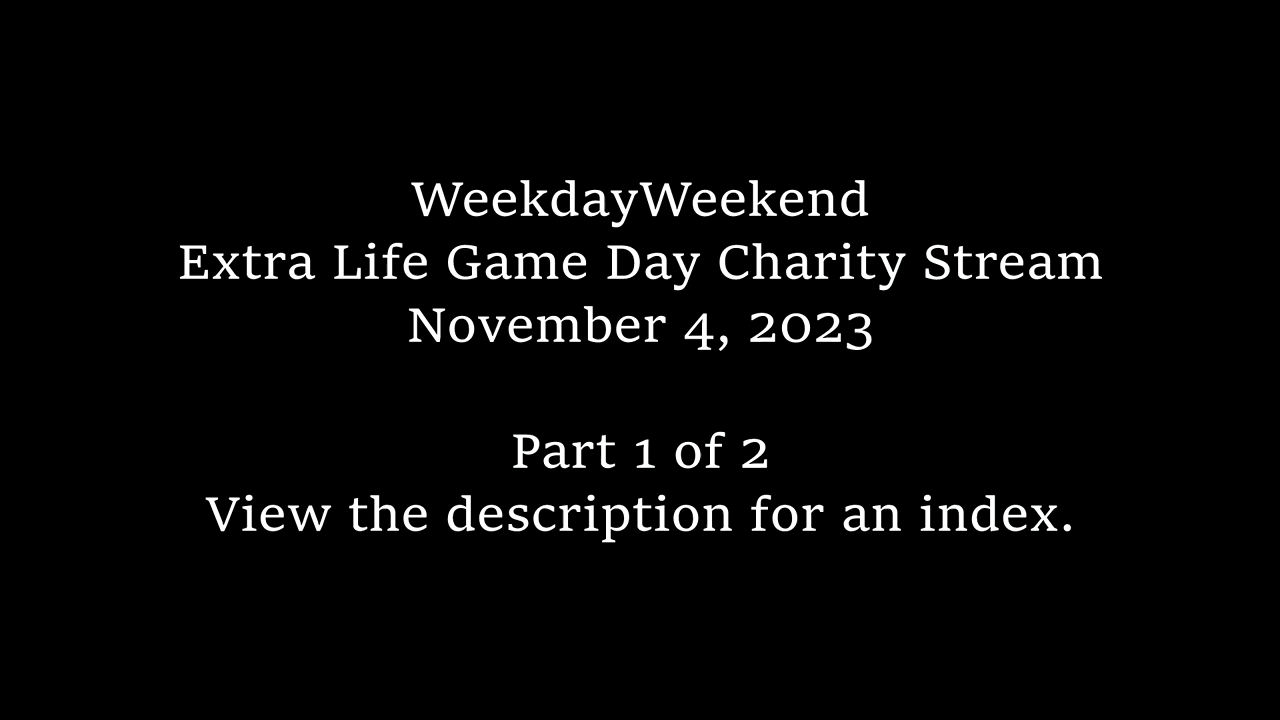 WeekdayWeekend
Extra Life Game Day Charity Stream
November 4, 2023
Part 1 of 2
View the description for an index.